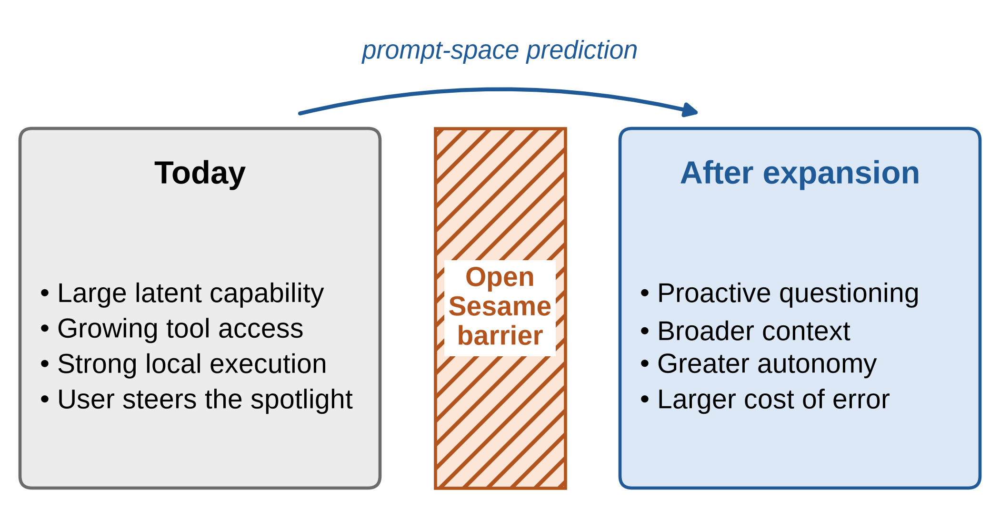 prompt-space prediction
Today
• Large latent capability
• Growing tool access
• Strong local execution
• User steers the spotlight
Open
Sesame
barrier
After expansion
• Proactive questioning
• Broader context
• Greater autonomy
• Larger cost of error